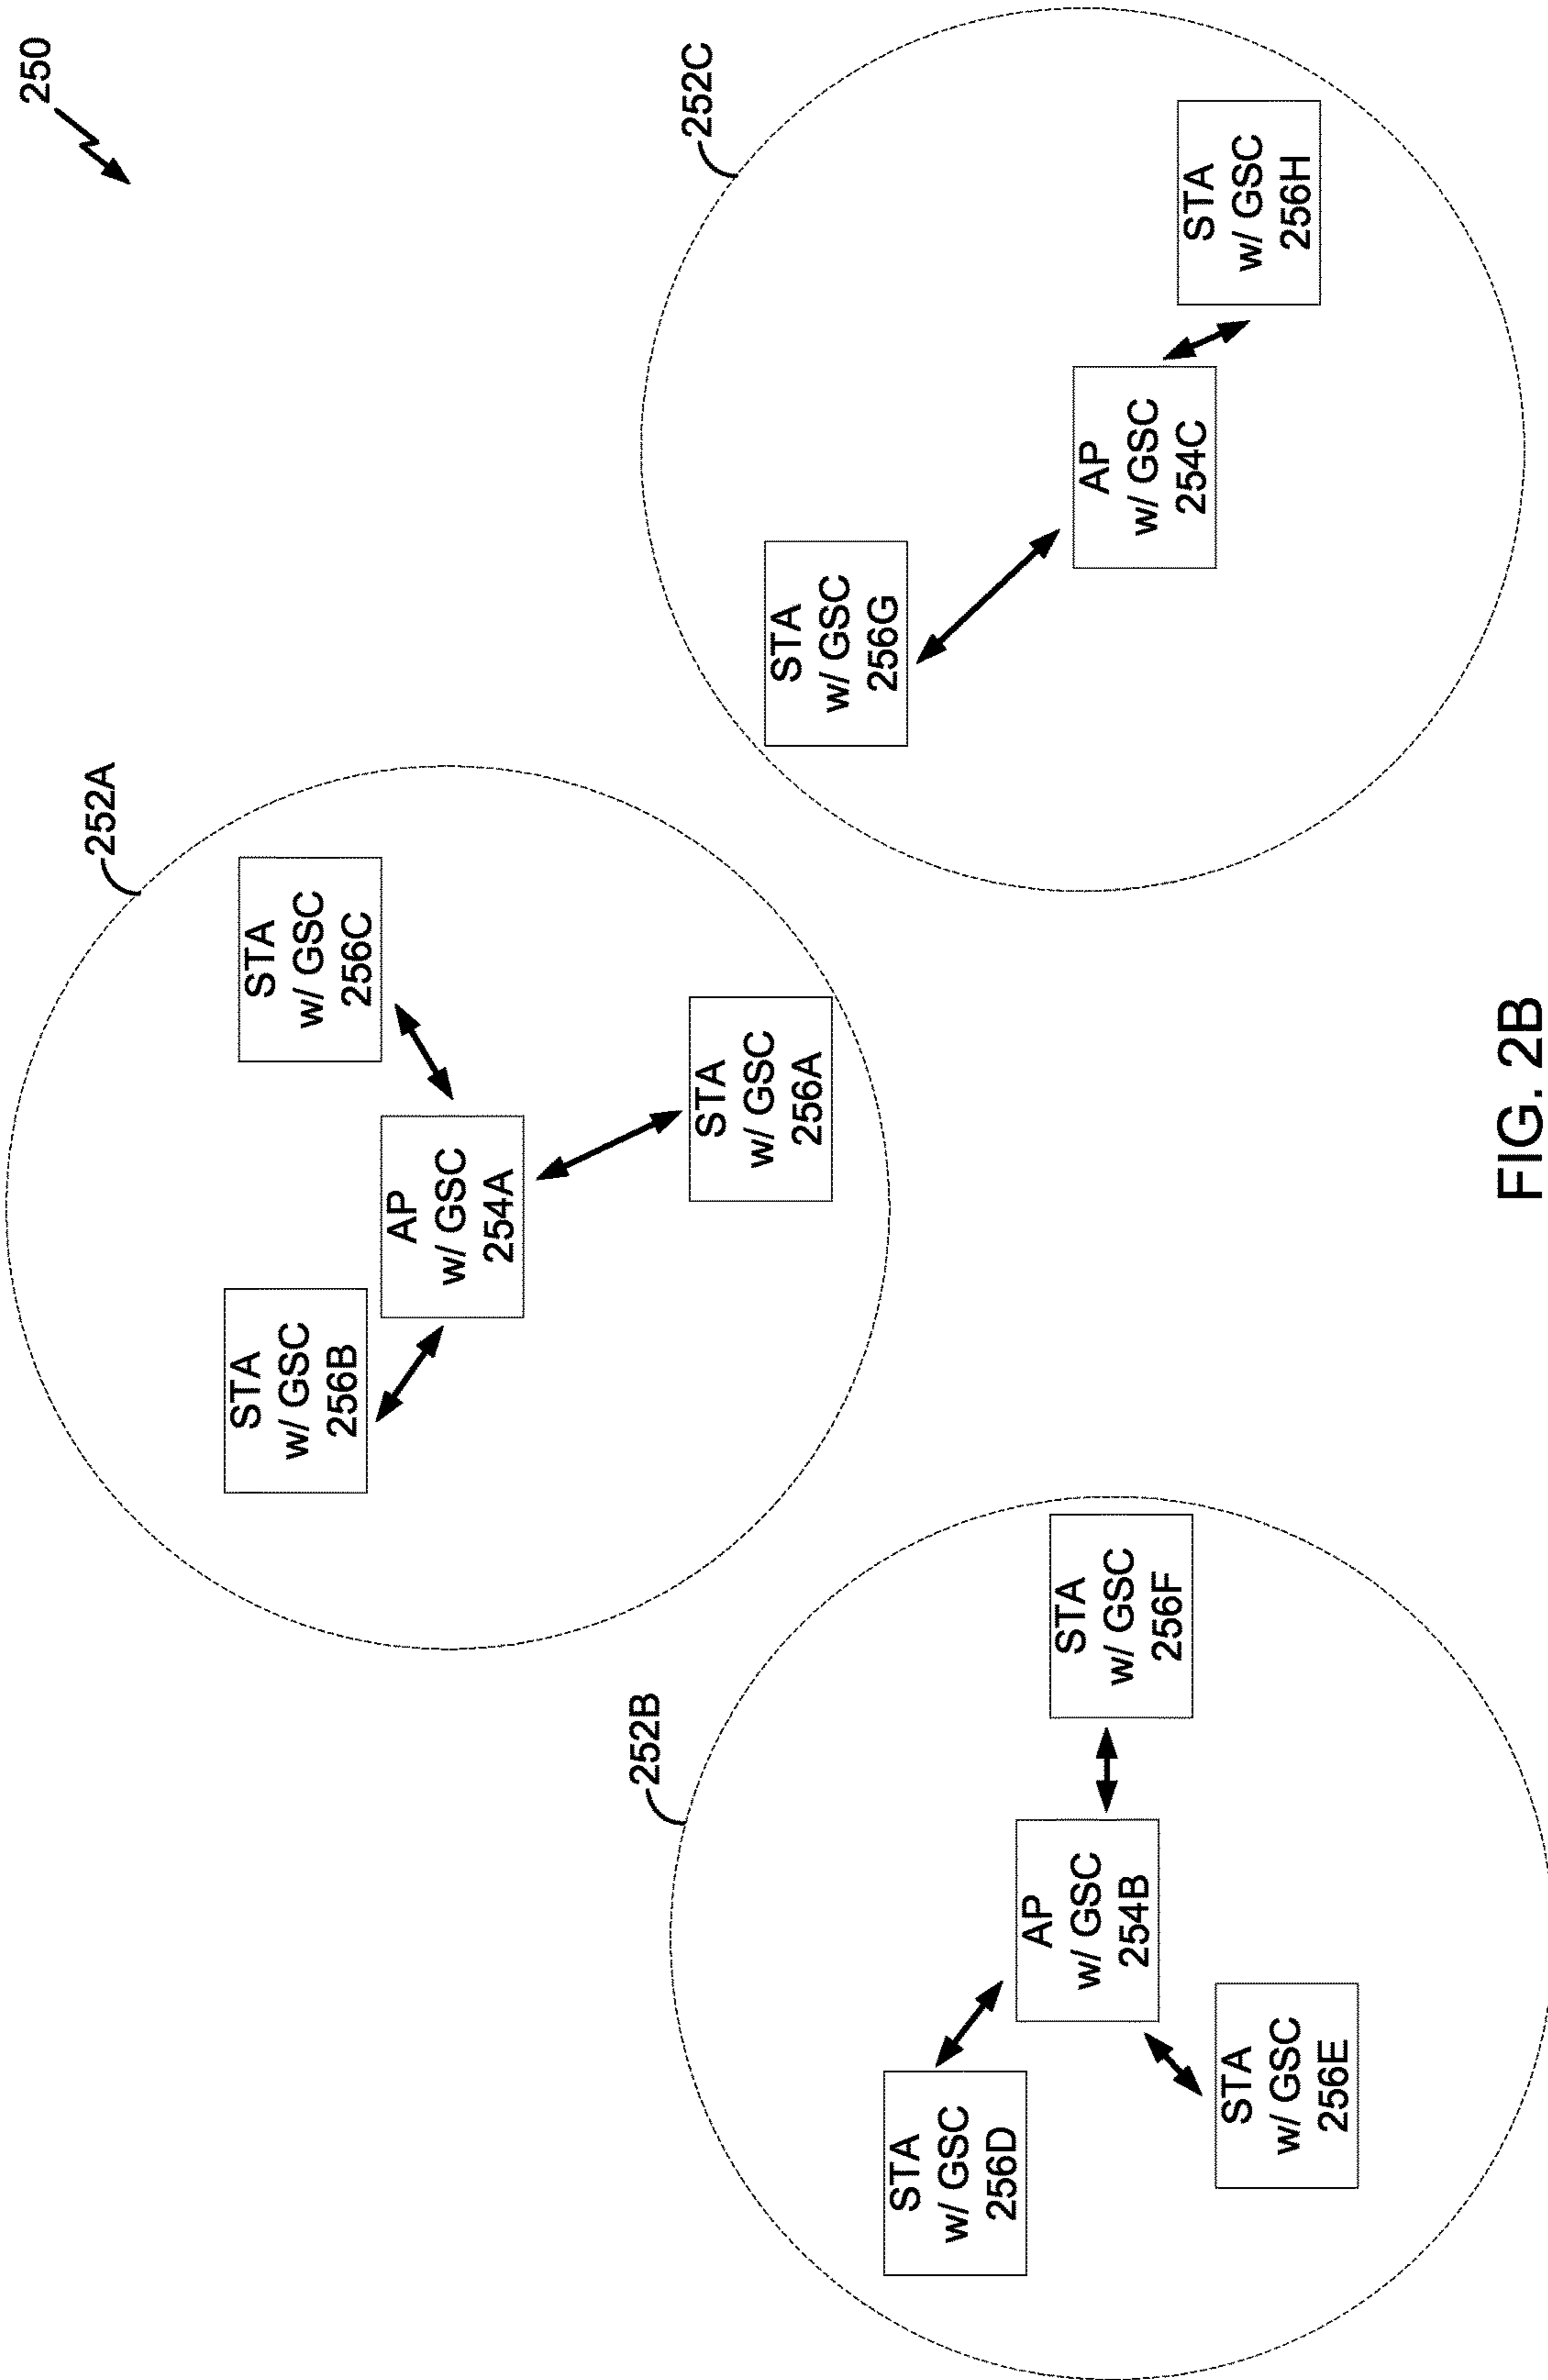 250
252A
STA
w/ GSC
256B
STA
w/ GSC
256C
AP
w/ GSC
254A
STA
w/ GSC
256A
252B
STA
w/ GSC
256D
AP
w/ GSC
254B
STA
w/ GSC
256F
STA
w/ GSC
256E
252C
STA
w/ GSC
256G
AP
w/ GSC
254C
STA
w/ GSC
256H
FIG. 2B